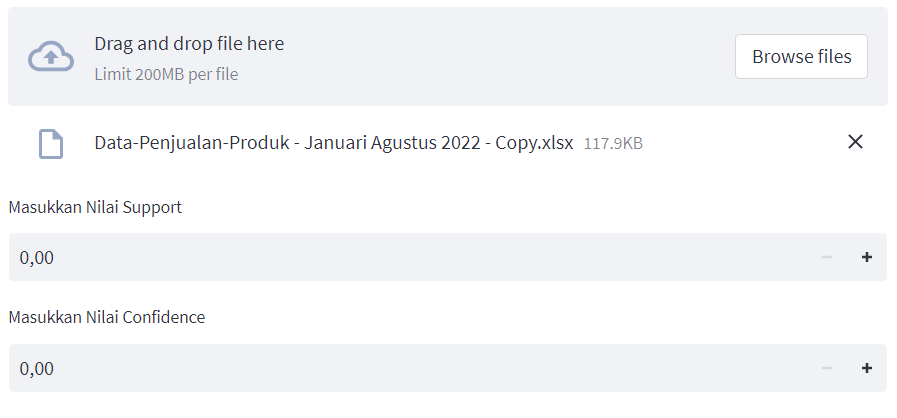 Drag and drop file here
Limit 200MB per file
Browse files
Data-Penjualan-Produk - Januari Agustus 2022 - Copy.xlsx 117.9KB
Masukkan Nilai Support
0,00
Masukkan Nilai Confidence
0,00